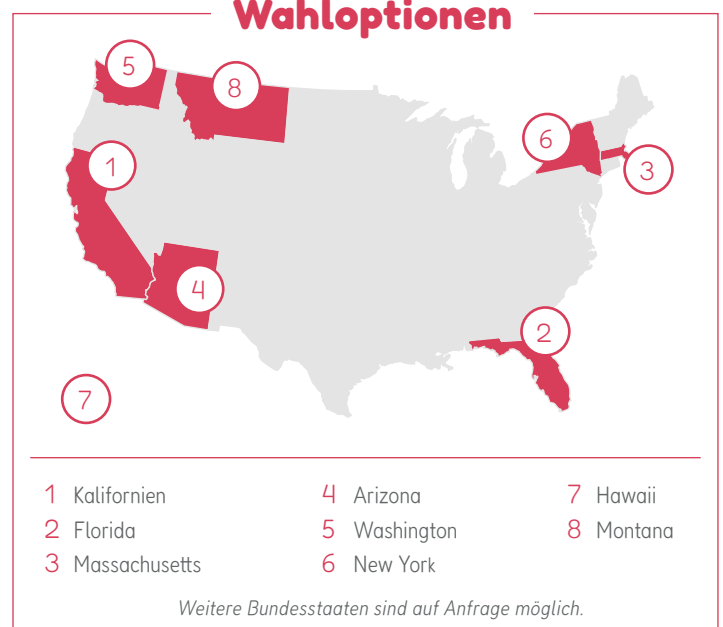 Wahloptionen
5
8
6
1
3
4
2
7
1 Kalifornien
2 Florida
3 Massachusetts
4 Arizona
5 Washington
6 New York
7 Hawaii
8 Montana
Weitere Bundesstaaten sind auf Anfrage möglich.